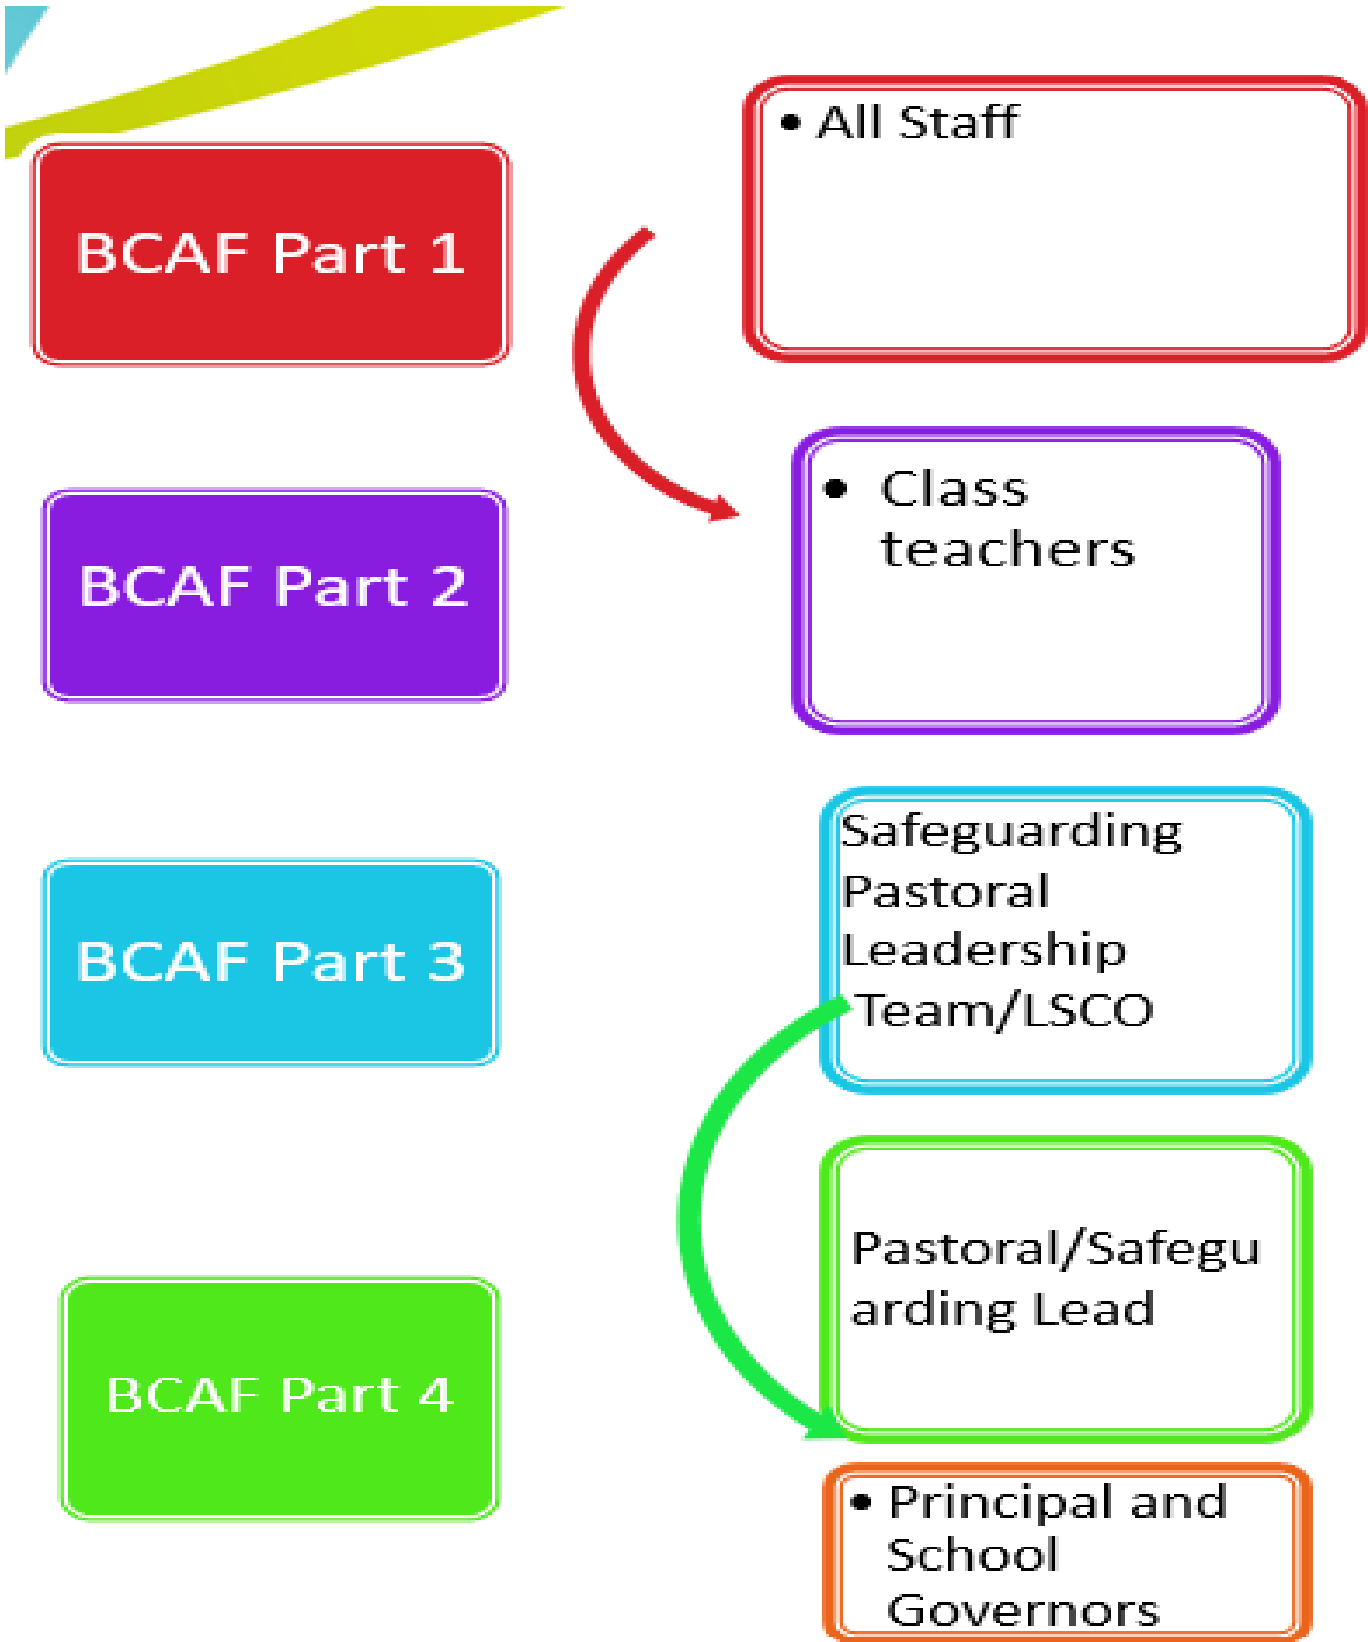 BCAF Part 1
• All Staff
BCAF Part 2
• Class
teachers
BCAF Part 3
Safeguarding
Pastoral
Leadership
Team/LSCO
BCAF Part 4
Pastoral/Safegu
arding Lead
• Principal and
School
Governors